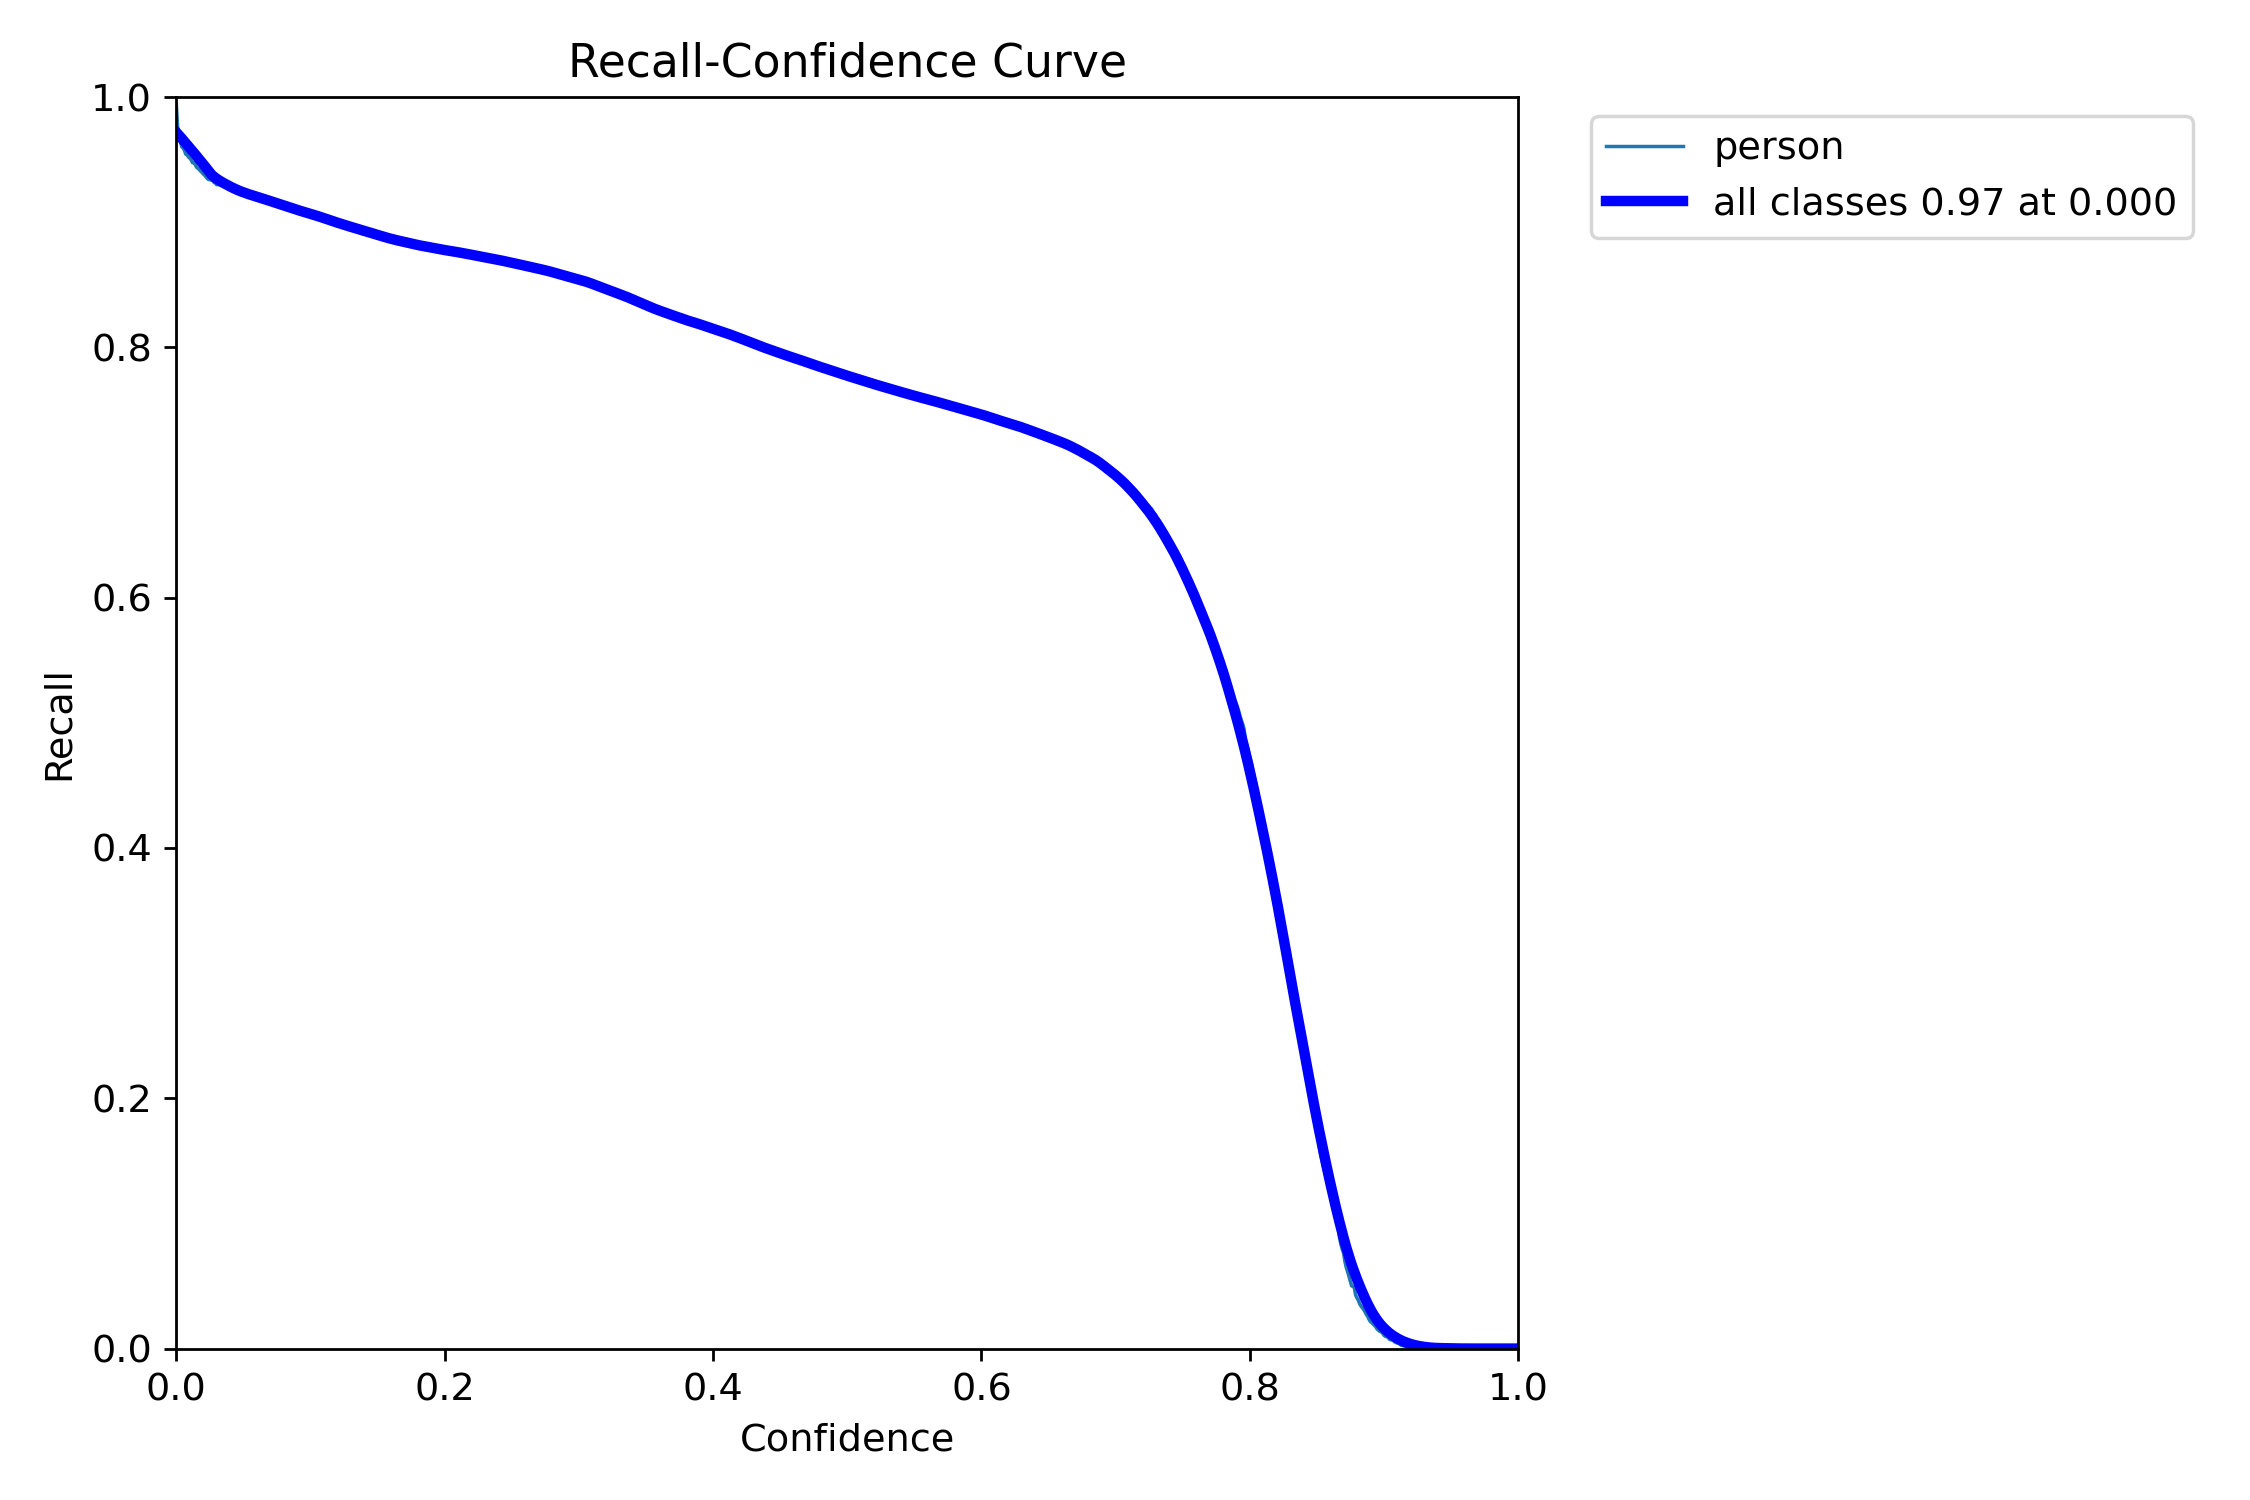 Recall-Confidence Curve
1.0
0.8
0.6
0.4
0.2
0.0
Recall
0.0 0.2 0.4 0.6 0.8 1.0
Confidence
person
all classes 0.97 at 0.000